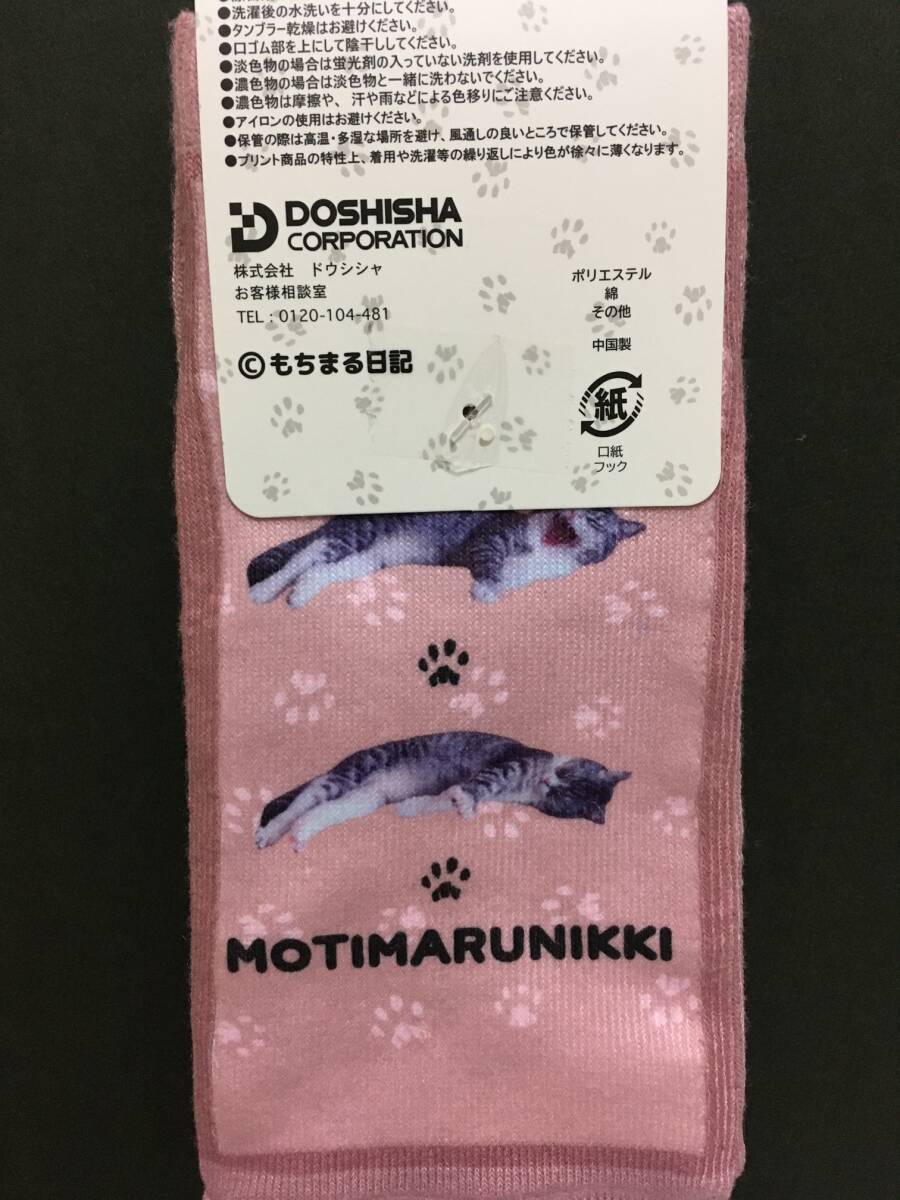 ●洗濯後の水洗いを十分にしてください。
●タンブラー乾燥はお避けください。
●口ゴム部を上にして陰干ししてください。
●淡色物の場合は蛍光剤の入っていない洗剤を使用してください。
●濃色物の場合は淡色物と一緒に洗わないでください。
●濃色物は摩擦や、汗や雨などによる色移りにご注意ください。
●アイロンの使用はお避けください。
●保管の際は高温・多湿な場所を避け、風通しの良いところで保管してください。
●プリント商品の特性上、着用や洗濯等の繰り返しにより色が徐々に薄くなります。
DOSHISHA
CORPORATION
株式会社 ドウシシャ
お客様相談室
TEL：0120-104-481
©もちまる日記
ポリエステル
綿
その他
中国製
紙
口紙
フック
MOTIMARUNIKKI